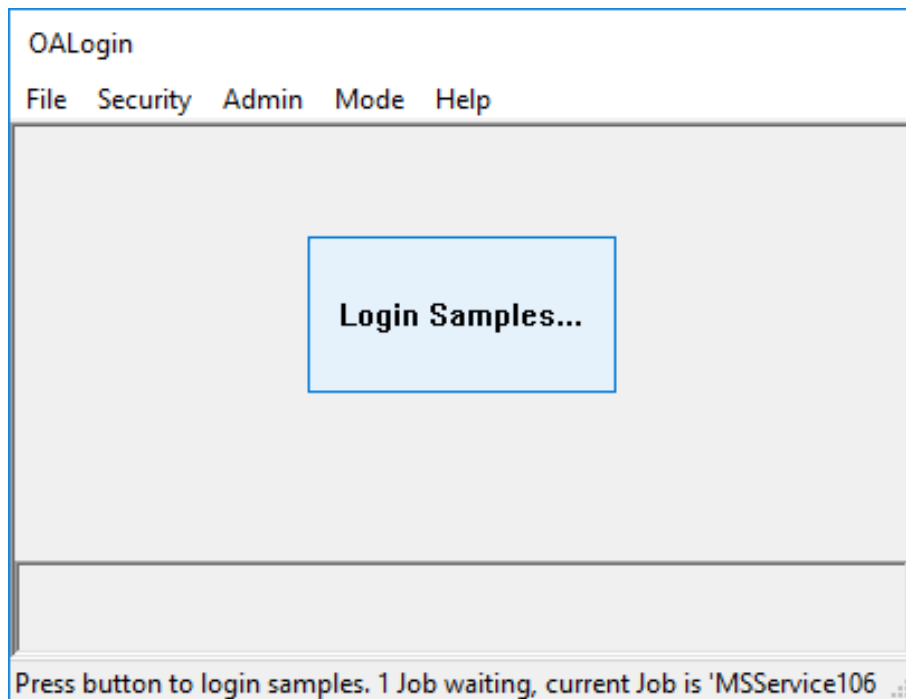 OALogin
File Security Admin Mode Help
Login Samples...
Press button to login samples. 1 Job waiting, current Job is 'MSService106